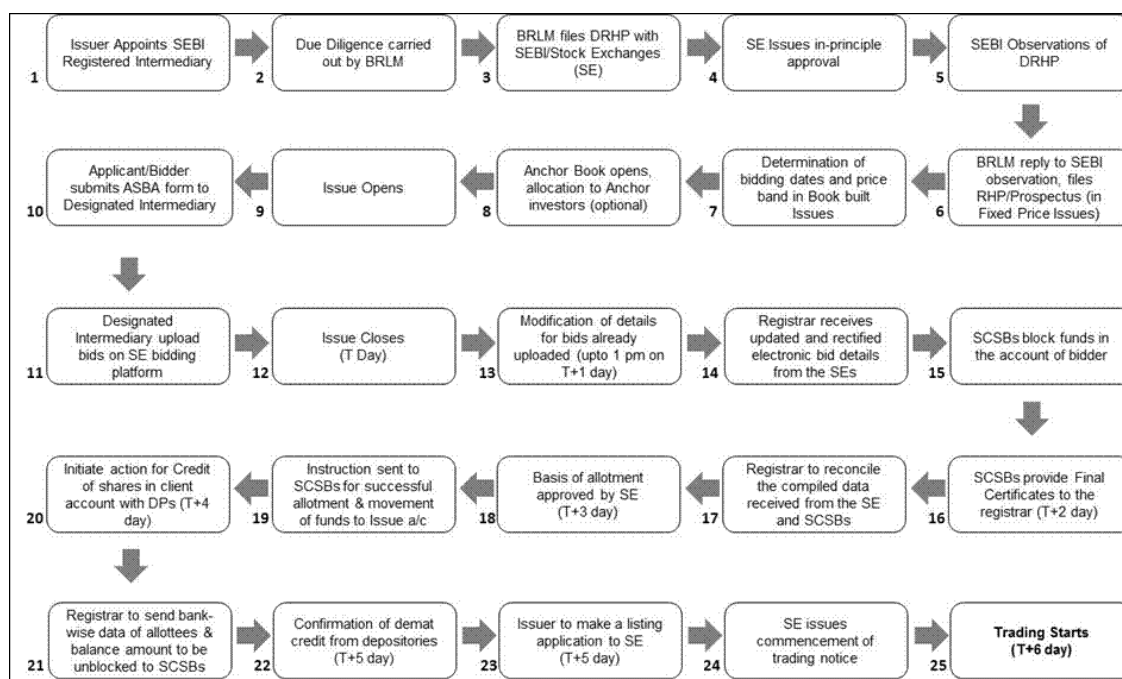 Issuer Appoints SEBI
Registered Intermediary
1
Due Diligence carried
out by BRLM
2
BRLM files DRHP with
SEBI/Stock Exchanges
(SE)
3
SE Issues in-principle
approval
4
SEBI Observations of
DRHP
5
BRLM reply to SEBI
observation, files
RHP/Prospectus (in
Fixed Price Issues)
6
Determination of
bidding dates and price
band in Book built
Issues
7
Anchor Book opens,
allocation to Anchor
investors (optional)
8
Issue Opens
9
Applicant/Bidder
submits ASBA form to
Designated Intermediary
10
Designated
Intermediary upload
bids on SE bidding
platform
11
Issue Closes
(T Day)
12
Modification of details
for bids already
uploaded (upto 1 pm on
T+1 day)
13
Registrar receives
updated and rectified
electronic bid details
from the SEs
14
SCSBs block funds in
the account of bidder
15
SCSBs provide Final
Certificates to the
registrar (T+2 day)
16
Registrar to reconcile
the compiled data
received from the SE
and SCSBs
17
Basis of allotment
approved by SE
(T+3 day)
18
Instruction sent to
SCSBs for successful
allotment & movement
of funds to Issue a/c
19
Initiate action for Credit
of shares in client
account with DPs (T+4
day)
20
Registrar to send bank-
wise data of allottees &
balance amount to be
unblocked to SCSBs
21
Confirmation of demat
credit from depositories
(T+5 day)
22
Issuer to make a listing
application to SE
(T+5 day)
23
SE issues
commencement of
trading notice
24
Trading Starts
(T+6 day)
25